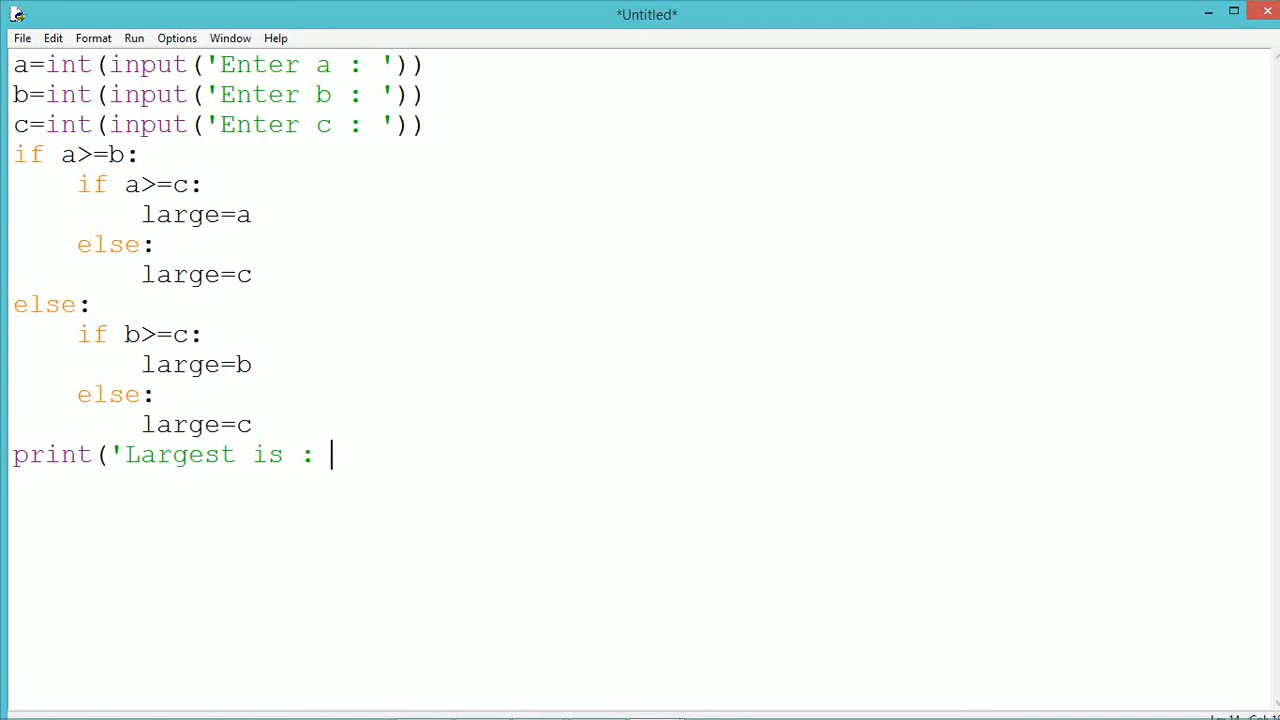 *Untitled*
File Edit Format Run Options Window Help
a=int(input('Enter a : '))
b=int(input('Enter b : '))
c=int(input('Enter c : '))
if a>=b:
    if a>=c:
        large=a
    else:
        large=c
else:
    if b>=c:
        large=b
    else:
        large=c
print('Largest is :